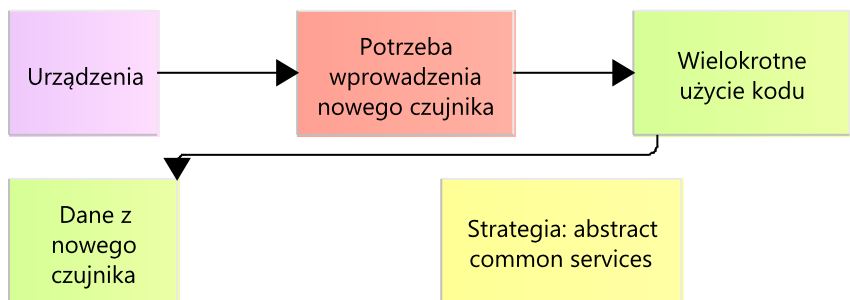 Urządzenia
Potrzeba
wprowadzenia
nowego czujnika
Wielokrotne
użycie kodu
Dane z
nowego
czujnika
Strategia: abstract
common services